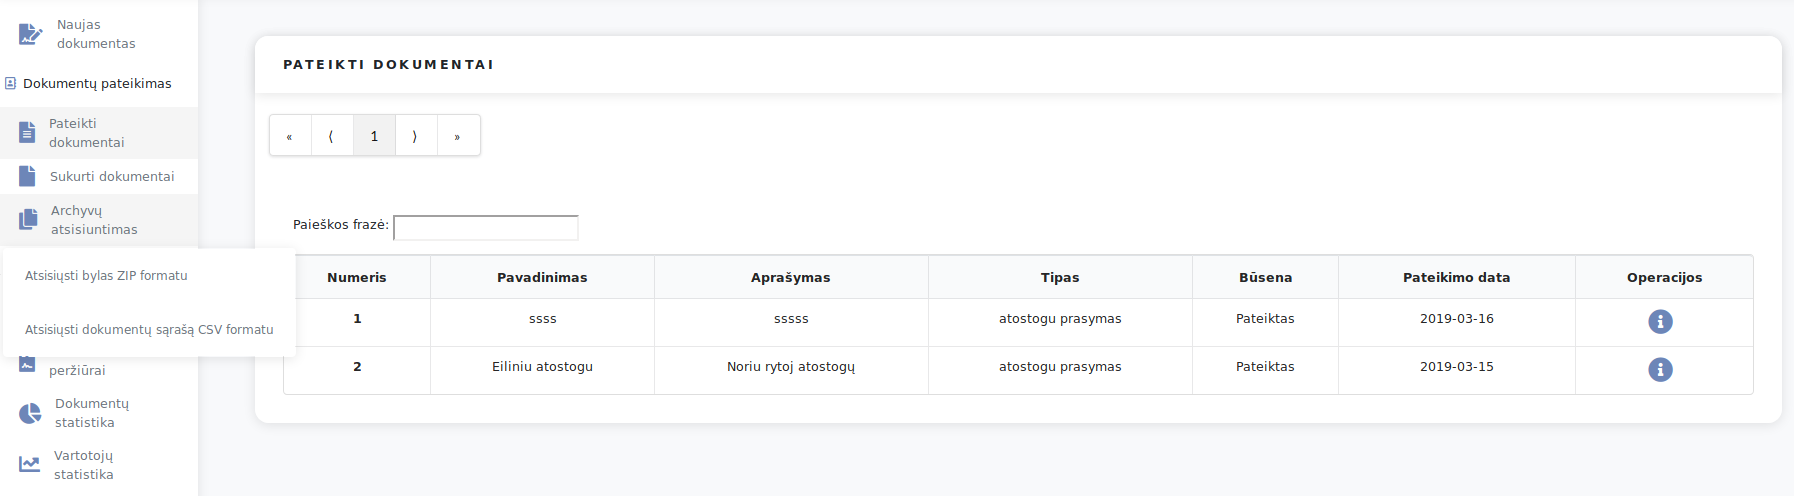 Naujas
dokumentas
Dokumentų pateikimas
Pateikti
dokumentai
Sukurti dokumentai
Archyvų
atsisiuntimas
Atsisiųsti bylas ZIP formatu
Atsisiųsti dokumentų sąrašą CSV formatu
peržiūrai
Dokumentų
statistika
Vartotojų
statistika
PATEIKTI DOKUMENTAI
« ⟨ 1 ⟩ »
Paieškos frazė:
Numeris Pavadinimas Aprašymas Tipas Būsena Pateikimo data Operacijos
1 ssss sssss atostogu prasymas Pateiktas 2019-03-16
2 Eiliniu atostogu Noriu rytoj atostogų atostogu prasymas Pateiktas 2019-03-15